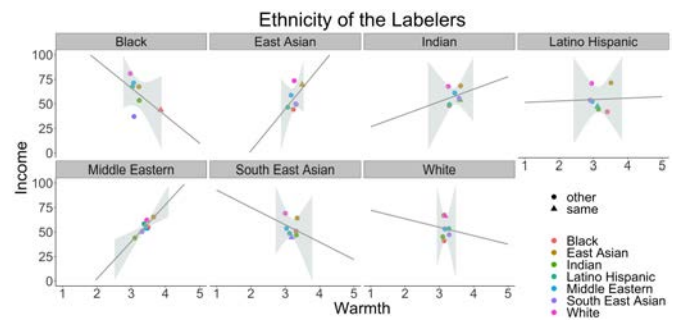 Ethnicity of the Labelers
Black East Asian Indian Latino Hispanic
100
75
50
25
0
1 2 3 4 5
Middle Eastern South East Asian White
100
75
50
25
0
1 2 3 4 5 1 2 3 4 5 1 2 3 4 5
Income
Warmth
other
same
Black
East Asian
Indian
Latino Hispanic
Middle Eastern
South East Asian
White